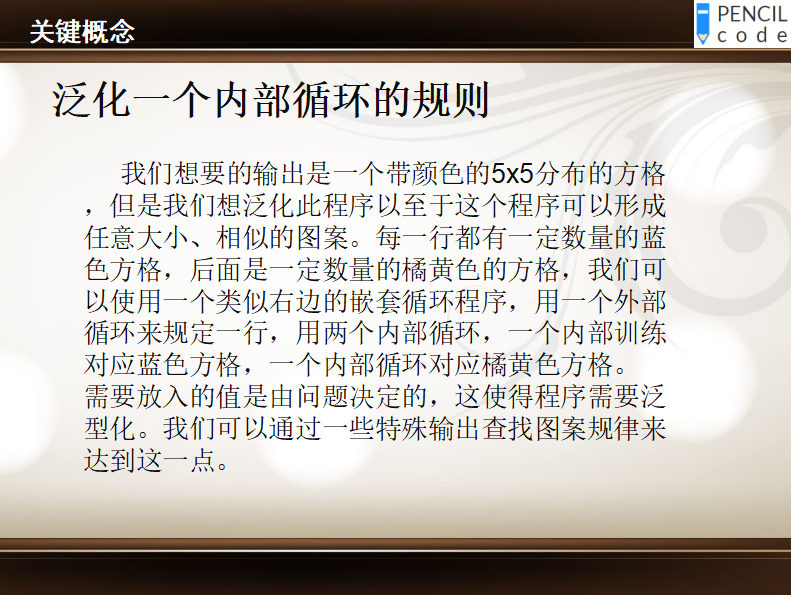 关键概念
PENCIL
code
泛化一个内部循环的规则
我们想要的输出是一个带颜色的5x5分布的方格
，但是我们想泛化此程序以至于这个程序可以形成
任意大小、相似的图案。每一行都有一定数量的蓝
色方格，后面是一定数量的橘黄色的方格，我们可
以使用一个类似右边的嵌套循环程序，用一个外部
循环来规定一行，用两个内部循环，一个内部训练
对应蓝色方格，一个内部循环对应橘黄色方格。
需要放入的值是由问题决定的，这使得程序需要泛
型化。我们可以通过一些特殊输出查找图案规律来
达到这一点。